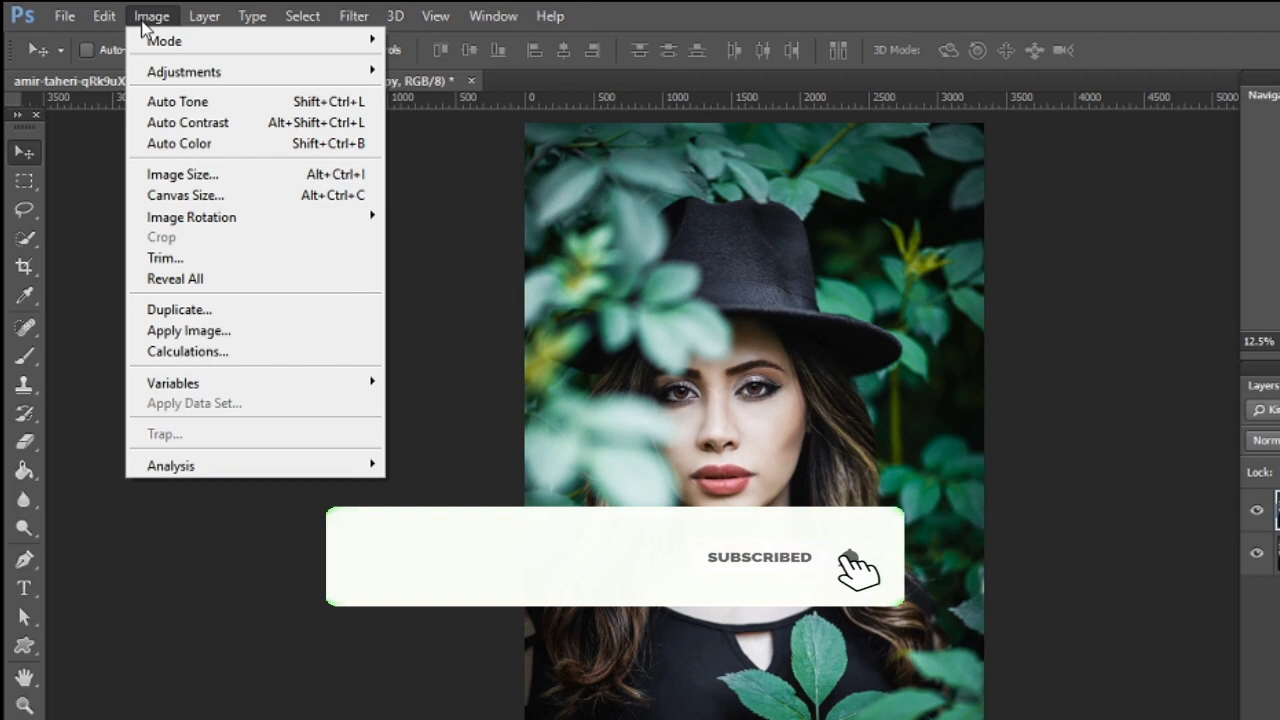 Ps File Edit Image Layer Type Select Filter 3D View Window Help
Auto- 3D Mode:
amir-taheri-qRk9uX py, RGB/8) * ×
3500 1000 500 0 500 1000 1500 2000 2500 3000 3500 4000 4500 5000
Mode
Adjustments
Auto Tone Shift+Ctrl+L
Auto Contrast Alt+Shift+Ctrl+L
Auto Color Shift+Ctrl+B
Image Size... Alt+Ctrl+I
Canvas Size... Alt+Ctrl+C
Image Rotation
Crop
Trim...
Reveal All
Duplicate...
Apply Image...
Calculations...
Variables
Apply Data Set...
Trap...
Analysis
SUBSCRIBED
Naviga
12.5%
Layers
Ki
Norm
Lock: